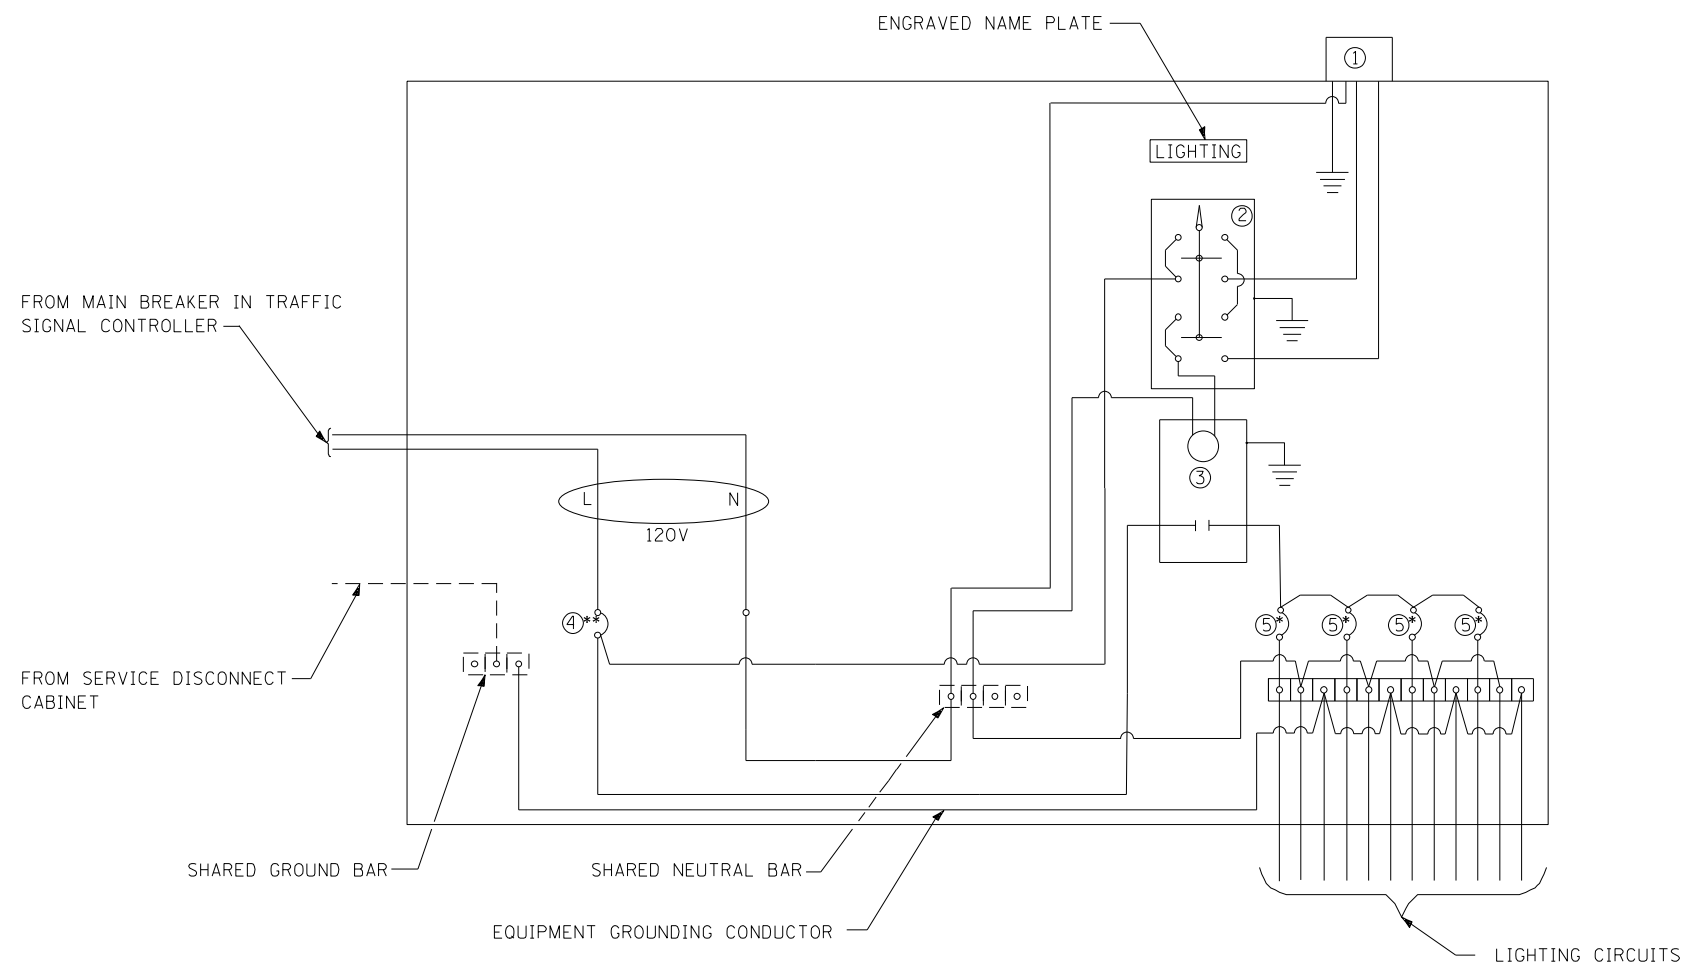 ENGRAVED NAME PLATE
1
LIGHTING
2
FROM MAIN BREAKER IN TRAFFIC
SIGNAL CONTROLLER
3
L
N
120V
4**
5*
5*
5*
5*
FROM SERVICE DISCONNECT
CABINET
SHARED GROUND BAR
SHARED NEUTRAL BAR
EQUIPMENT GROUNDING CONDUCTOR
LIGHTING CIRCUITS